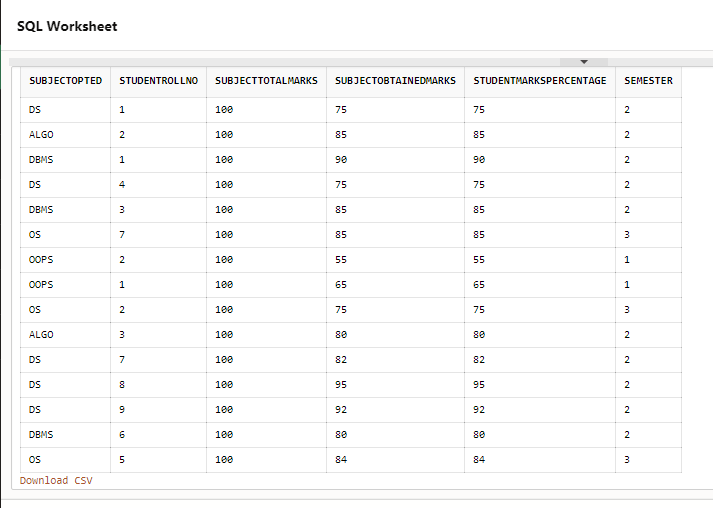 SQL Worksheet
SUBJECTOPTED STUDENTROLLNO SUBJECTTOTALMARKS SUBJECTOBTAINEDMARKS STUDENTMARKSPERCENTAGE SEMESTER
DS 1 100 75 75 2
ALGO 2 100 85 85 2
DBMS 1 100 90 90 2
DS 4 100 75 75 2
DBMS 3 100 85 85 2
OS 7 100 85 85 3
OOPS 2 100 55 55 1
OOPS 1 100 65 65 1
OS 2 100 75 75 3
ALGO 3 100 80 80 2
DS 7 100 82 82 2
DS 8 100 95 95 2
DS 9 100 92 92 2
DBMS 6 100 80 80 2
OS 5 100 84 84 3
Download CSV